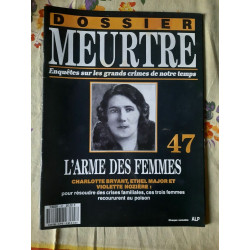 DOSSIER
MEURTRE
Enquêtes sur les grands crimes de notre temps
47
L'ARME DES FEMMES
CHARLOTTE BRYANT, ETHEL MAJOR ET
VIOLETTE NOZIÈRE :
pour résoudre des crises familiales, ces trois femmes
recoururent au poison
ALP